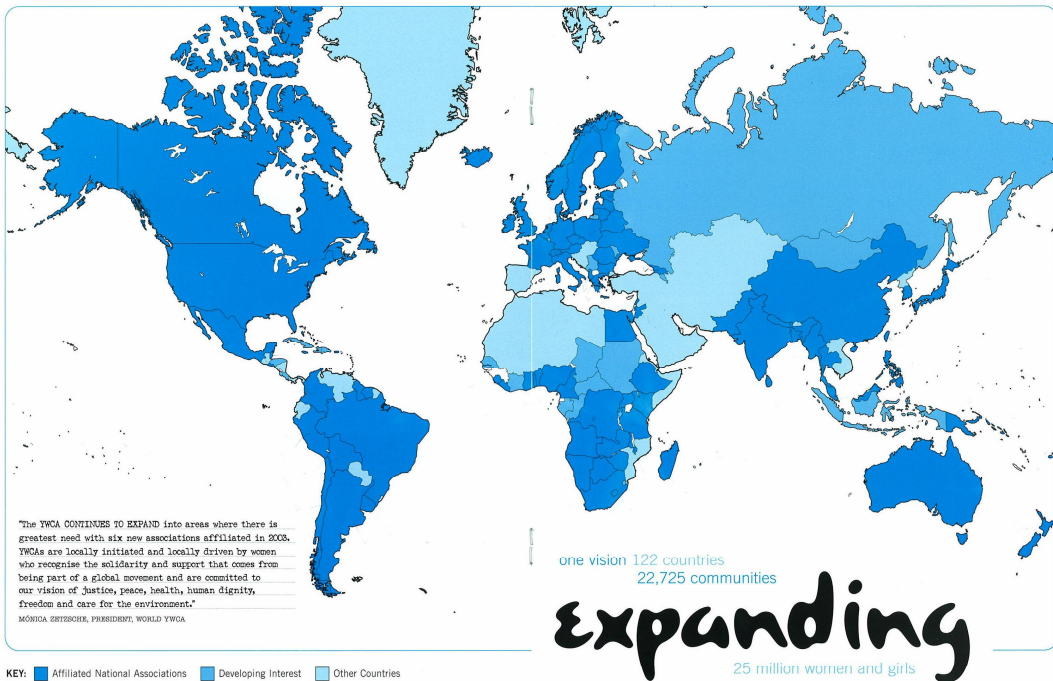 "The YWCA CONTINUES TO EXPAND into areas where there is
greatest need with six new associations affiliated in 2003.
YWCAs are locally initiated and locally driven by women
who recognise the solidarity and support that comes from
being part of a global movement and are committed to
our vision of justice, peace, health, human dignity,
freedom and care for the environment."
MÓNICA ZETZSCHE, PRESIDENT, WORLD YWCA
one vision 122 countries
22,725 communities
expanding
25 million women and girls
KEY: Affiliated National Associations Developing Interest Other Countries